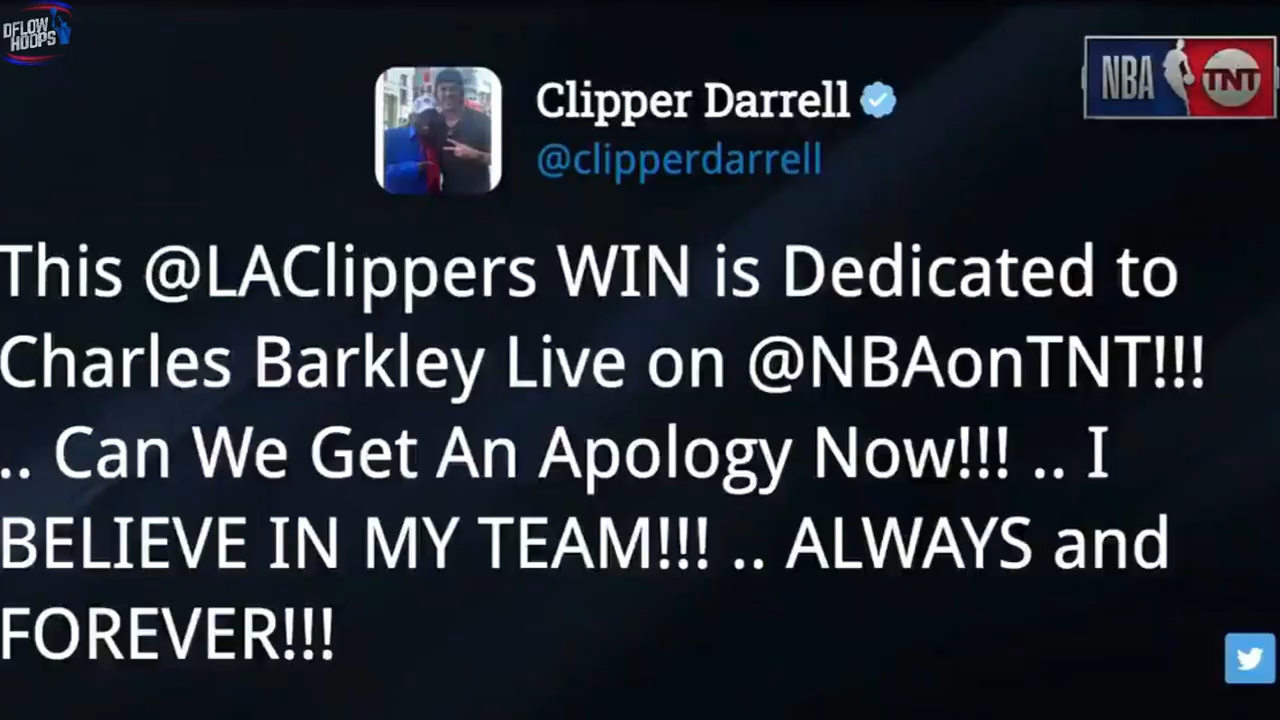 DFLOW
HOOPS
NBA TNT
Clipper Darrell
@clipperdarrell
This @LAClippers WIN is Dedicated to
Charles Barkley Live on @NBAonTNT!!!
.. Can We Get An Apology Now!!! .. I
BELIEVE IN MY TEAM!!! .. ALWAYS and
FOREVER!!!